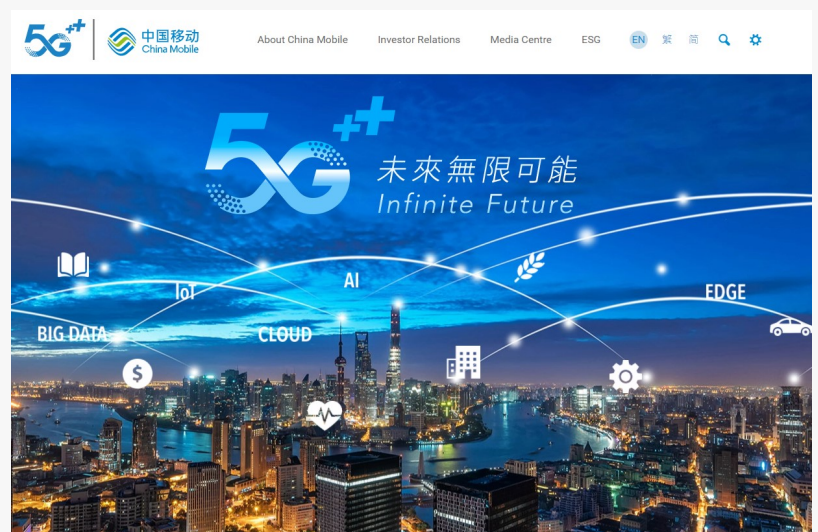 5G++
中国移动
China Mobile
About China Mobile
Investor Relations
Media Centre
ESG
EN
繁
简
5G++
未來無限可能
Infinite Future
AI
IoT
EDGE
BIG DATA
CLOUD
$